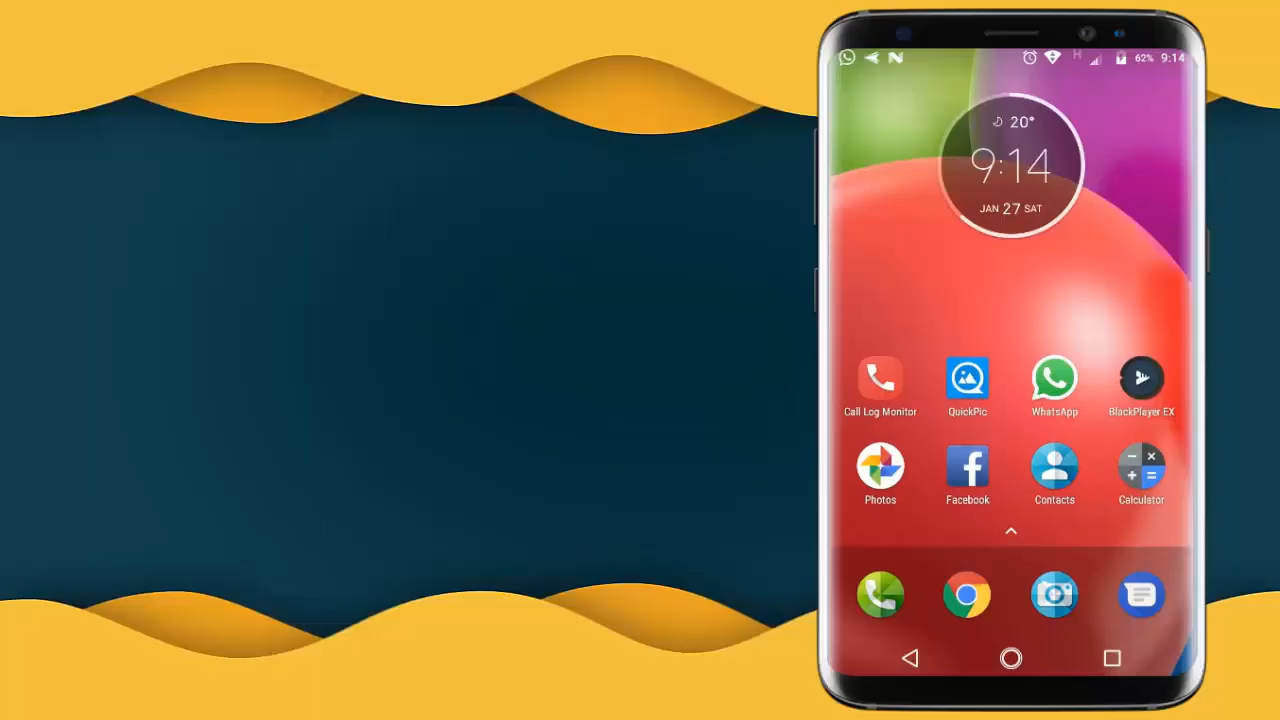 H 62% 9:14
20°
9:14
JAN 27 SAT
Call Log Monitor QuickPic WhatsApp BlackPlayer EX
Photos Facebook Contacts Calculator